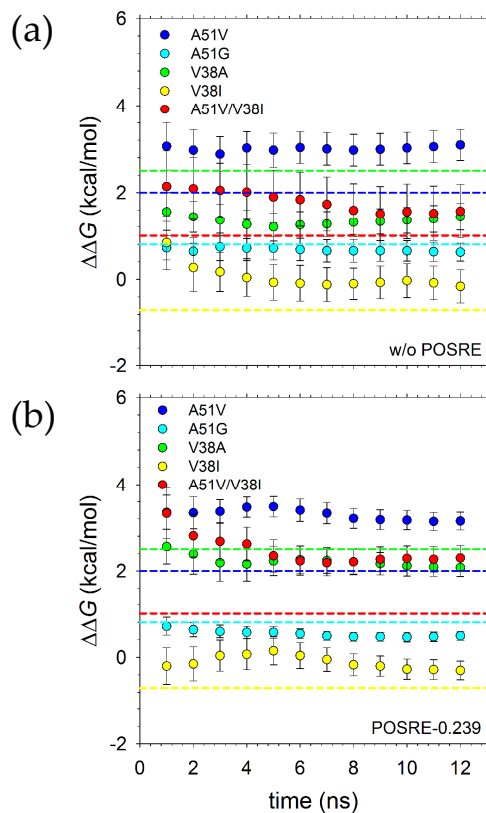 (a)
6
4
2
0
-2
ΔΔG (kcal/mol)
A51V
A51G
V38A
V38I
A51V/V38I
w/o POSRE
(b)
6
4
2
0
-2
ΔΔG (kcal/mol)
A51V
A51G
V38A
V38I
A51V/V38I
POSRE-0.239
0 2 4 6 8 10 12
time (ns)